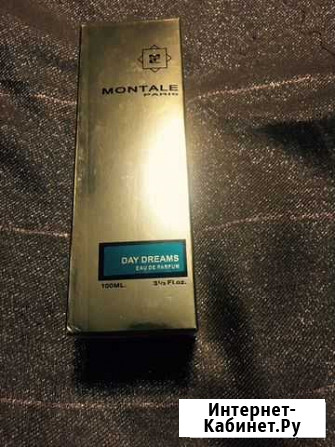 MONTALE
PARIS
DAY DREAMS
EAU DE PARFUM
100ML. 3⅓ Fl.oz.
Интернет-
Кабинет.Ру